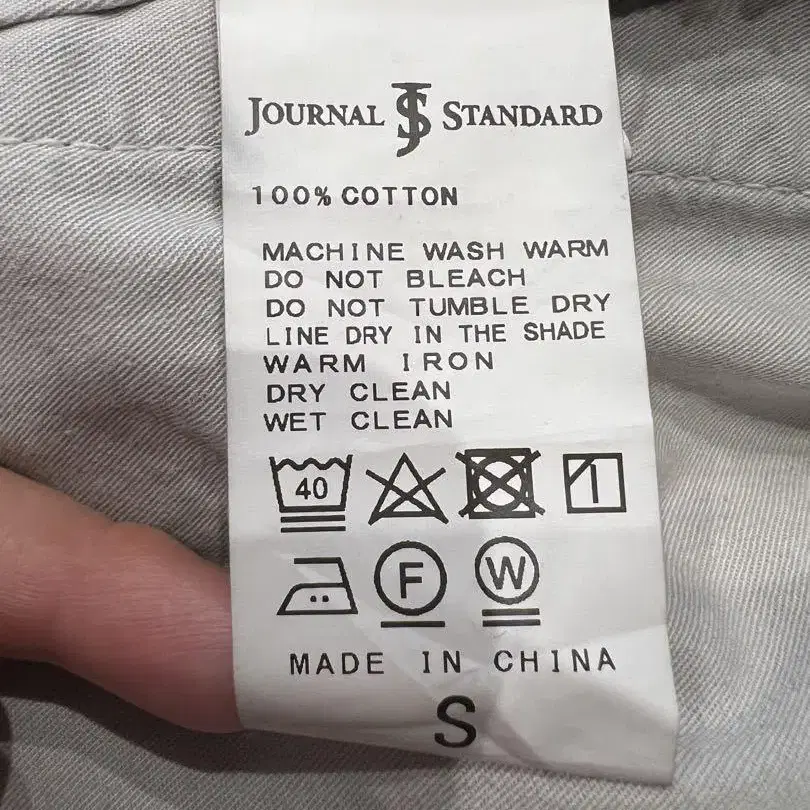 JOURNAL JS STANDARD
100% COTTON
MACHINE WASH WARM
DO NOT BLEACH
DO NOT TUMBLE DRY
LINE DRY IN THE SHADE
WARM IRON
DRY CLEAN
WET CLEAN
40
F W
MADE IN CHINA
S